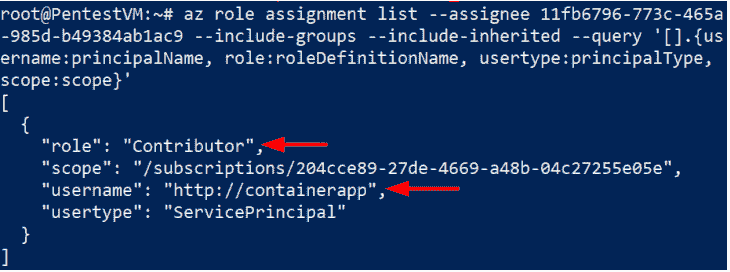 root@PentestVM:~# az role assignment list --assignee 11fb6796-773c-465a
-985d-b49384ab1ac9 --include-groups --include-inherited --query '[].{us
ername:principalName, role:roleDefinitionName, usertype:principalType,
scope:scope}'
[
  {
    "role": "Contributor",
    "scope": "/subscriptions/204cce89-27de-4669-a48b-04c27255e05e",
    "username": "http://containerapp",
    "usertype": "ServicePrincipal"
  }
]